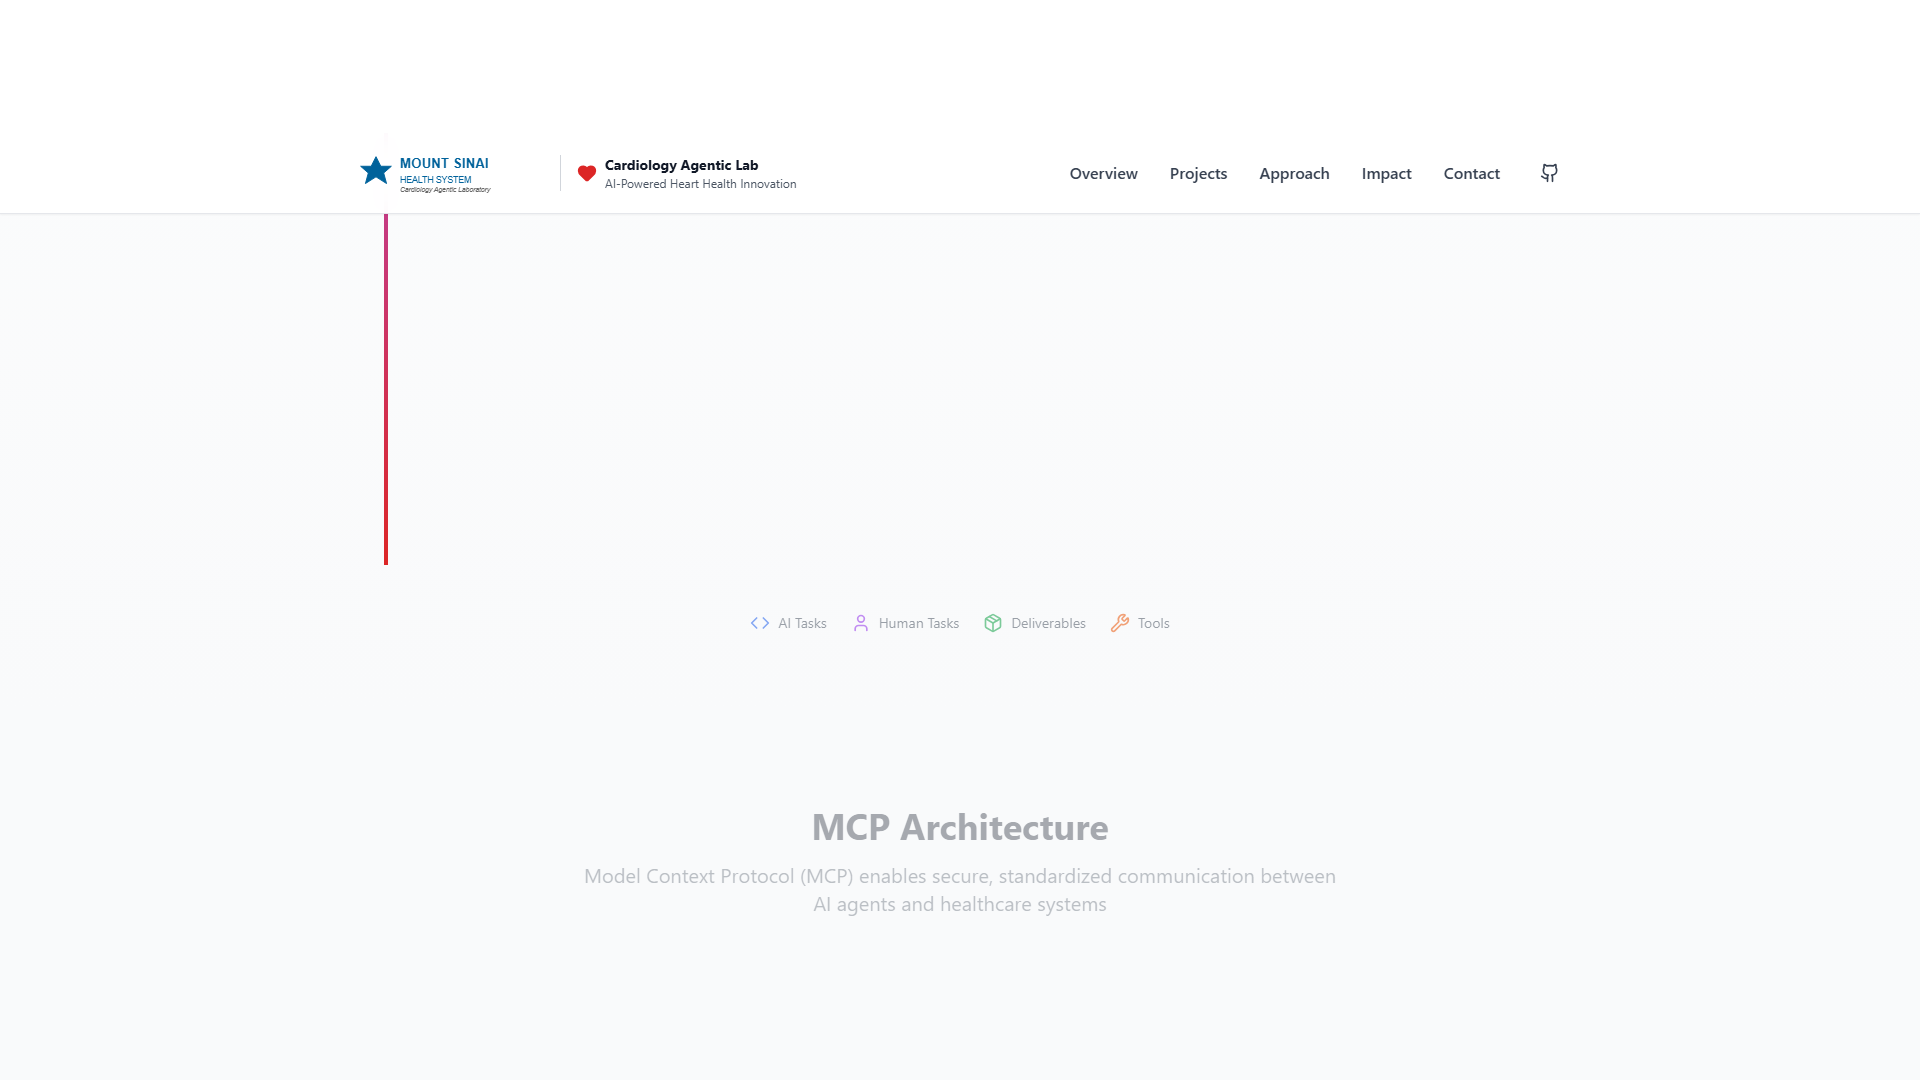 MOUNT SINAI
HEALTH SYSTEM
Cardiology Agentic Laboratory
Cardiology Agentic Lab
AI-Powered Heart Health Innovation
Overview
Projects
Approach
Impact
Contact
AI Tasks
Human Tasks
Deliverables
Tools
MCP Architecture
Model Context Protocol (MCP) enables secure, standardized communication between
AI agents and healthcare systems